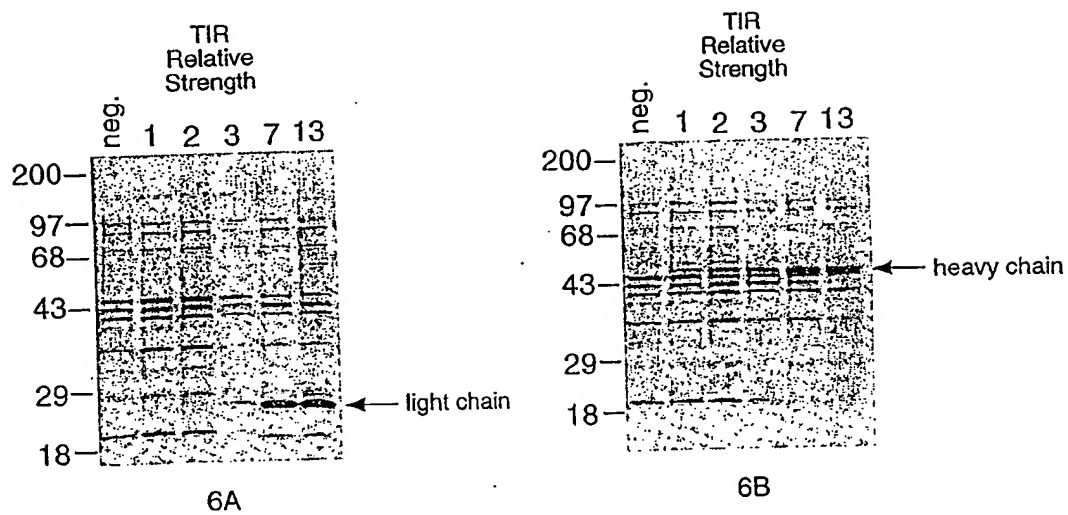 TIR
Relative
Strength
neg. 1 2 3 7 13
200
97
68
43
29
18
light chain
6A
TIR
Relative
Strength
neg. 1 2 3 7 13
200
97
68
43
29
18
heavy chain
6B